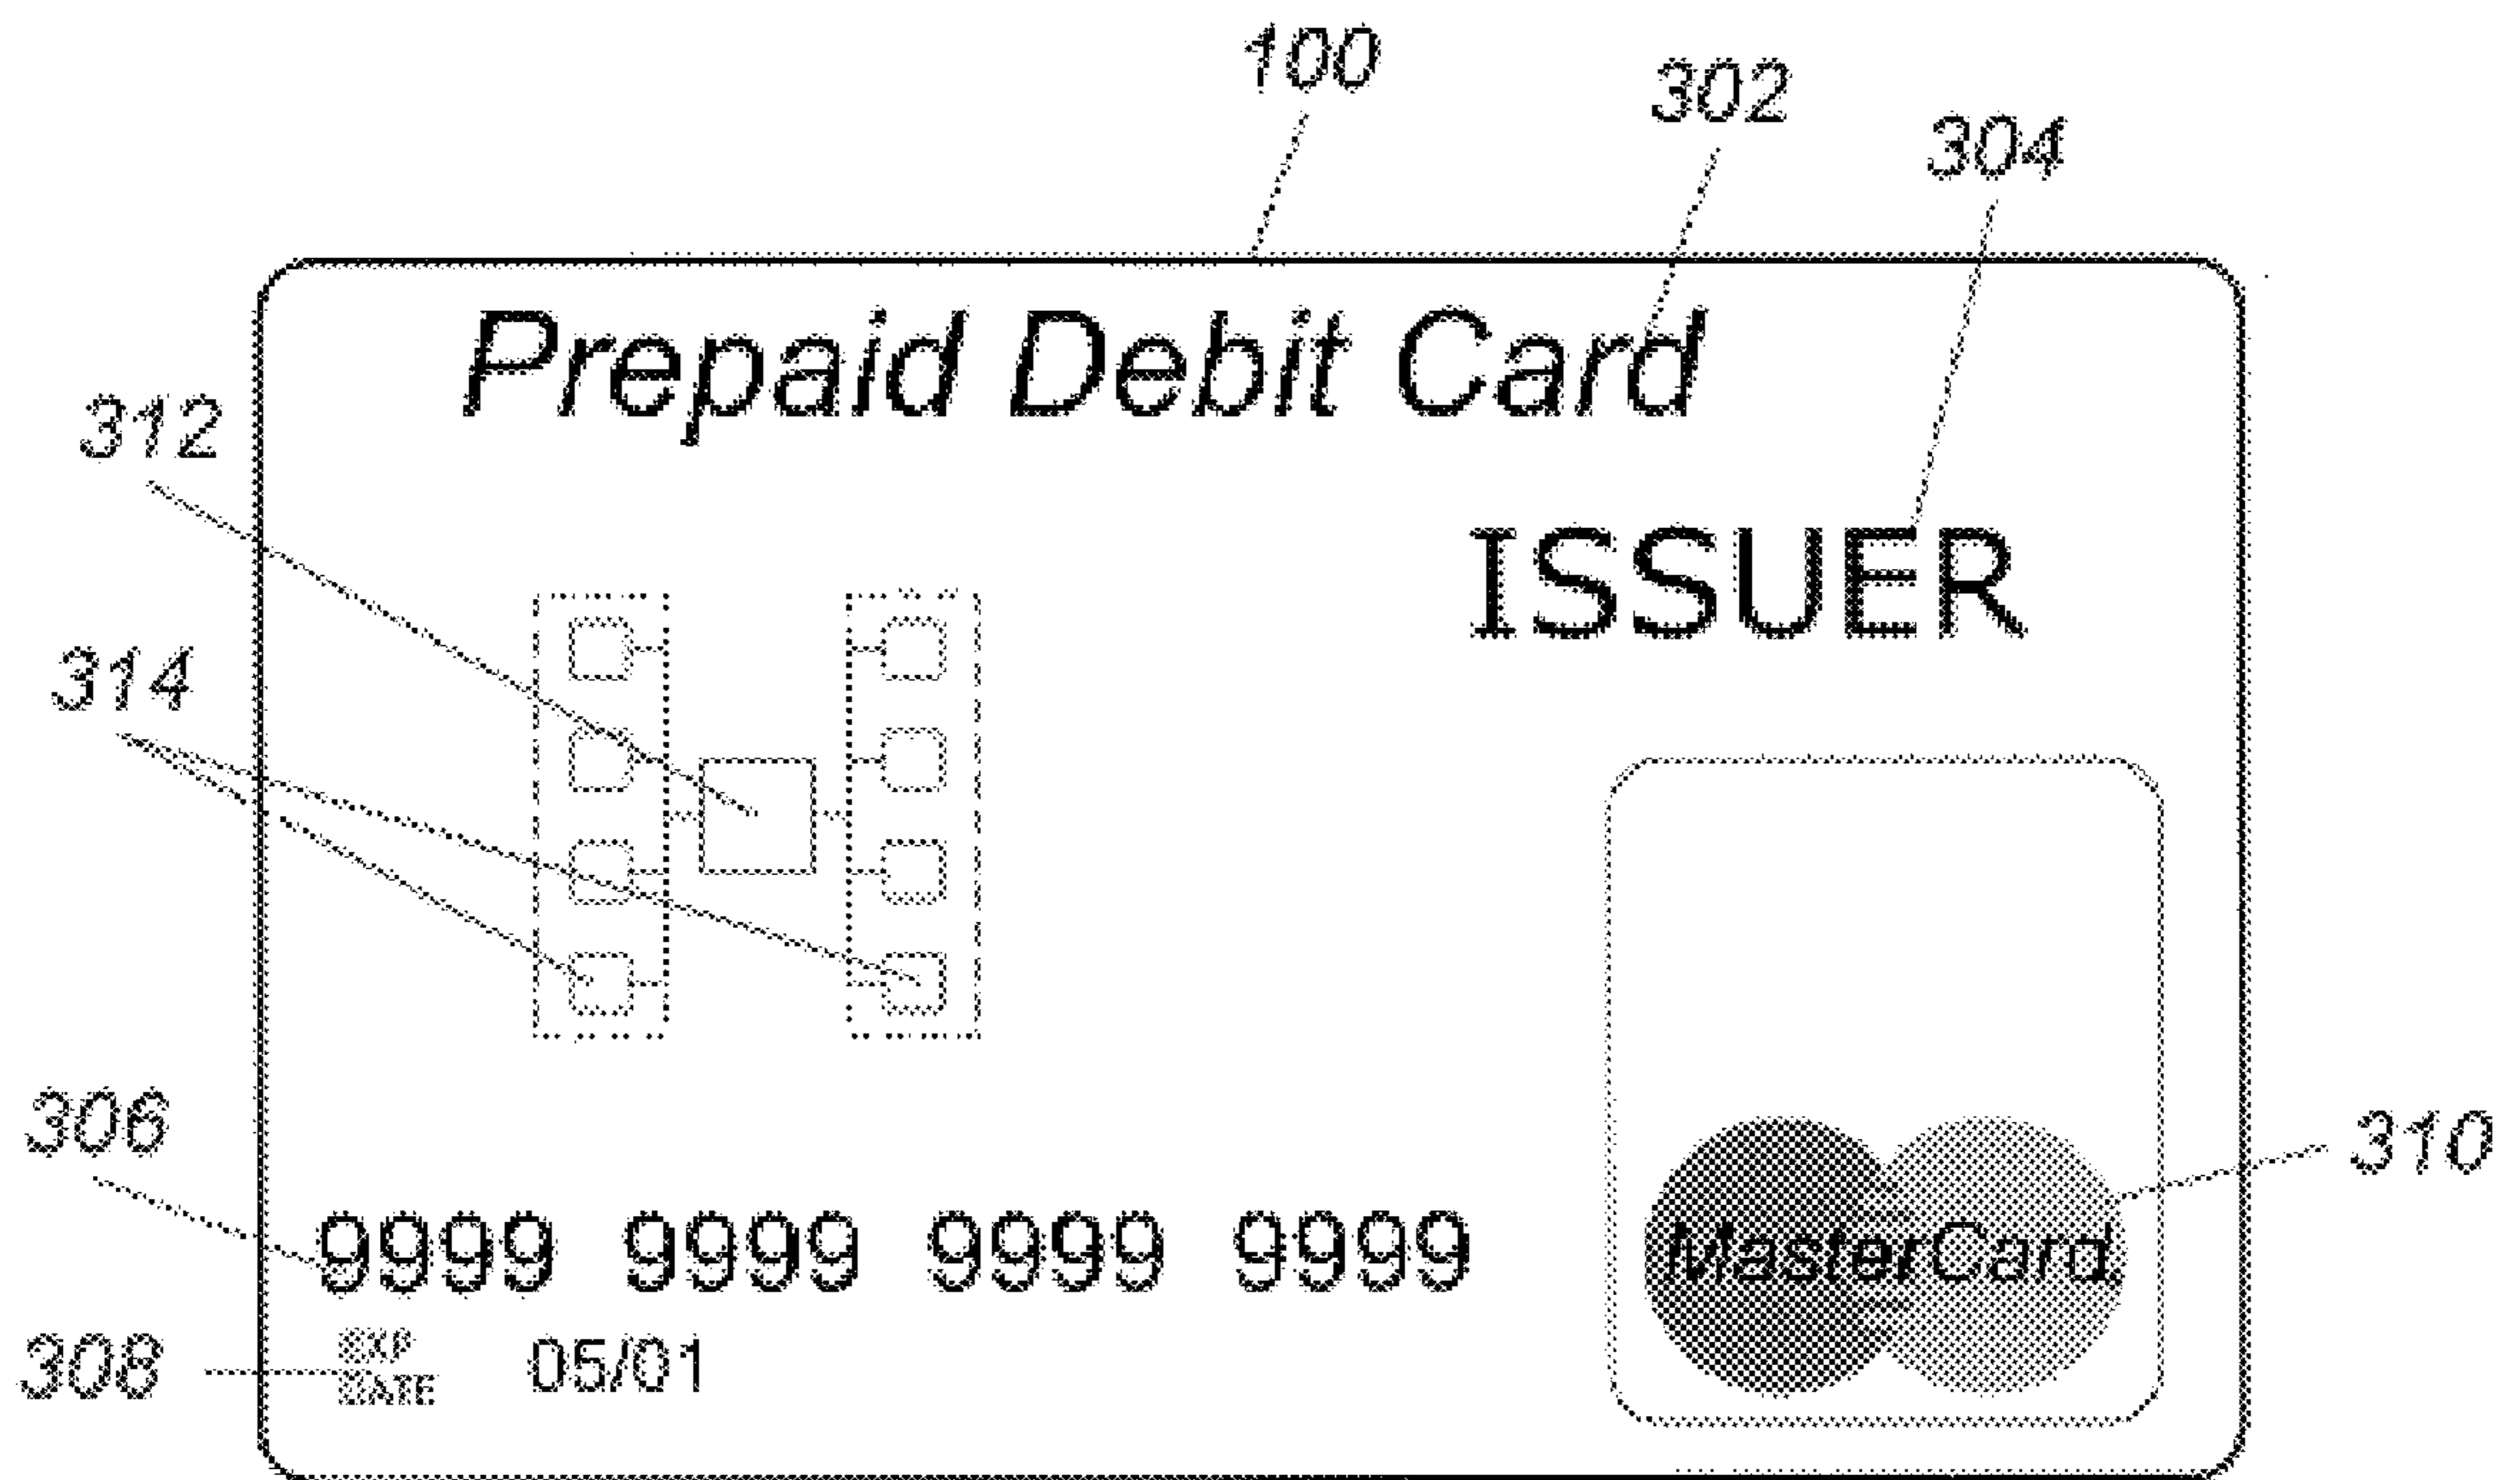 100
302
304
Prepaid Debit Card
312
ISSUER
314
306
310
9999 9999 9999 9999
MasterCard
308
EXP
DATE
05/01